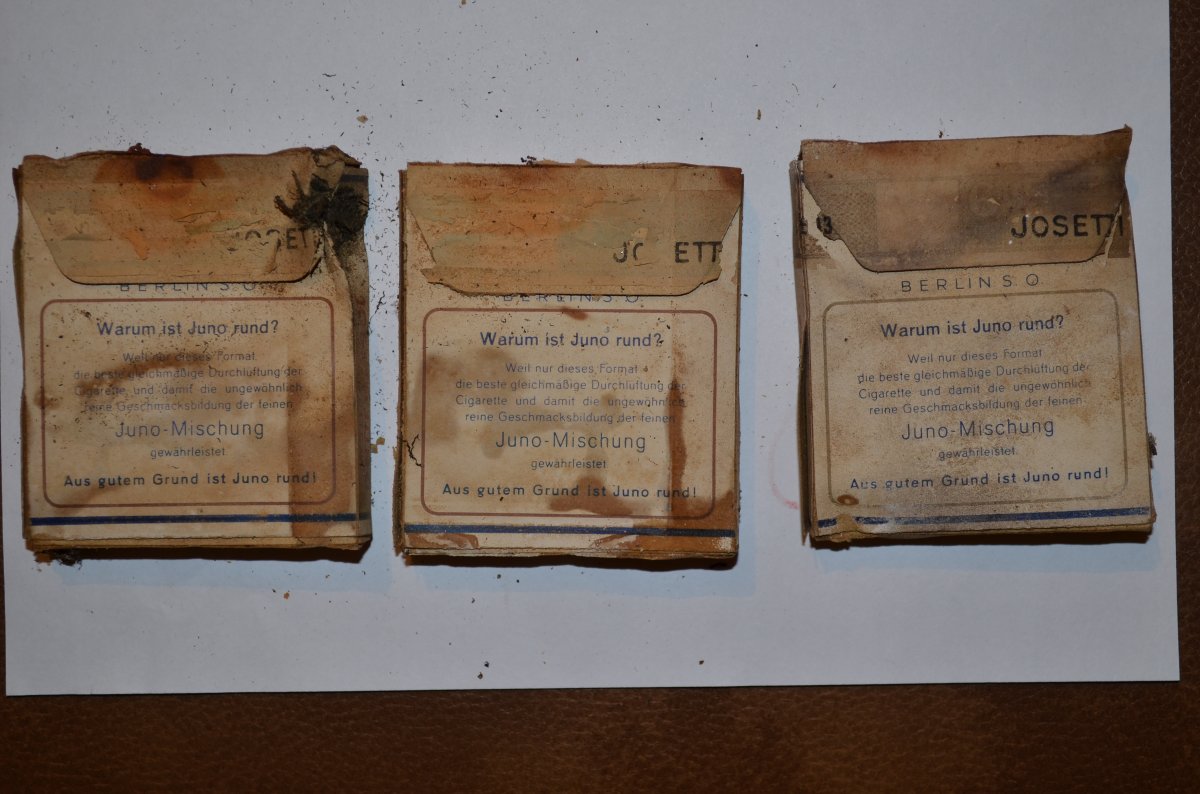 JOSET
BERLIN S. O.
Warum ist Juno rund?
Weil nur dieses Format
die beste gleichmäßige Durchlüftung der
Cigarette und damit die ungewöhnlich
reine Geschmacksbildung der feinen
Juno-Mischung
gewährleistet
Aus gutem Grund ist Juno rund!
JO ETT
BERLIN S. O.
Warum ist Juno rund?
Weil nur dieses Format
die beste gleichmäßige Durchlüftung der
Cigarette und damit die ungewöhnlich
reine Geschmacksbildung der feinen
Juno-Mischung
gewährleistet
Aus gutem Grund ist Juno rund!
JOSETTI
BERLIN S. O.
Warum ist Juno rund?
Weil nur dieses Format
die beste gleichmäßige Durchlüftung der
Cigarette und damit die ungewöhnlich
reine Geschmacksbildung der feinen
Juno-Mischung
gewährleistet
Aus gutem Grund ist Juno rund!